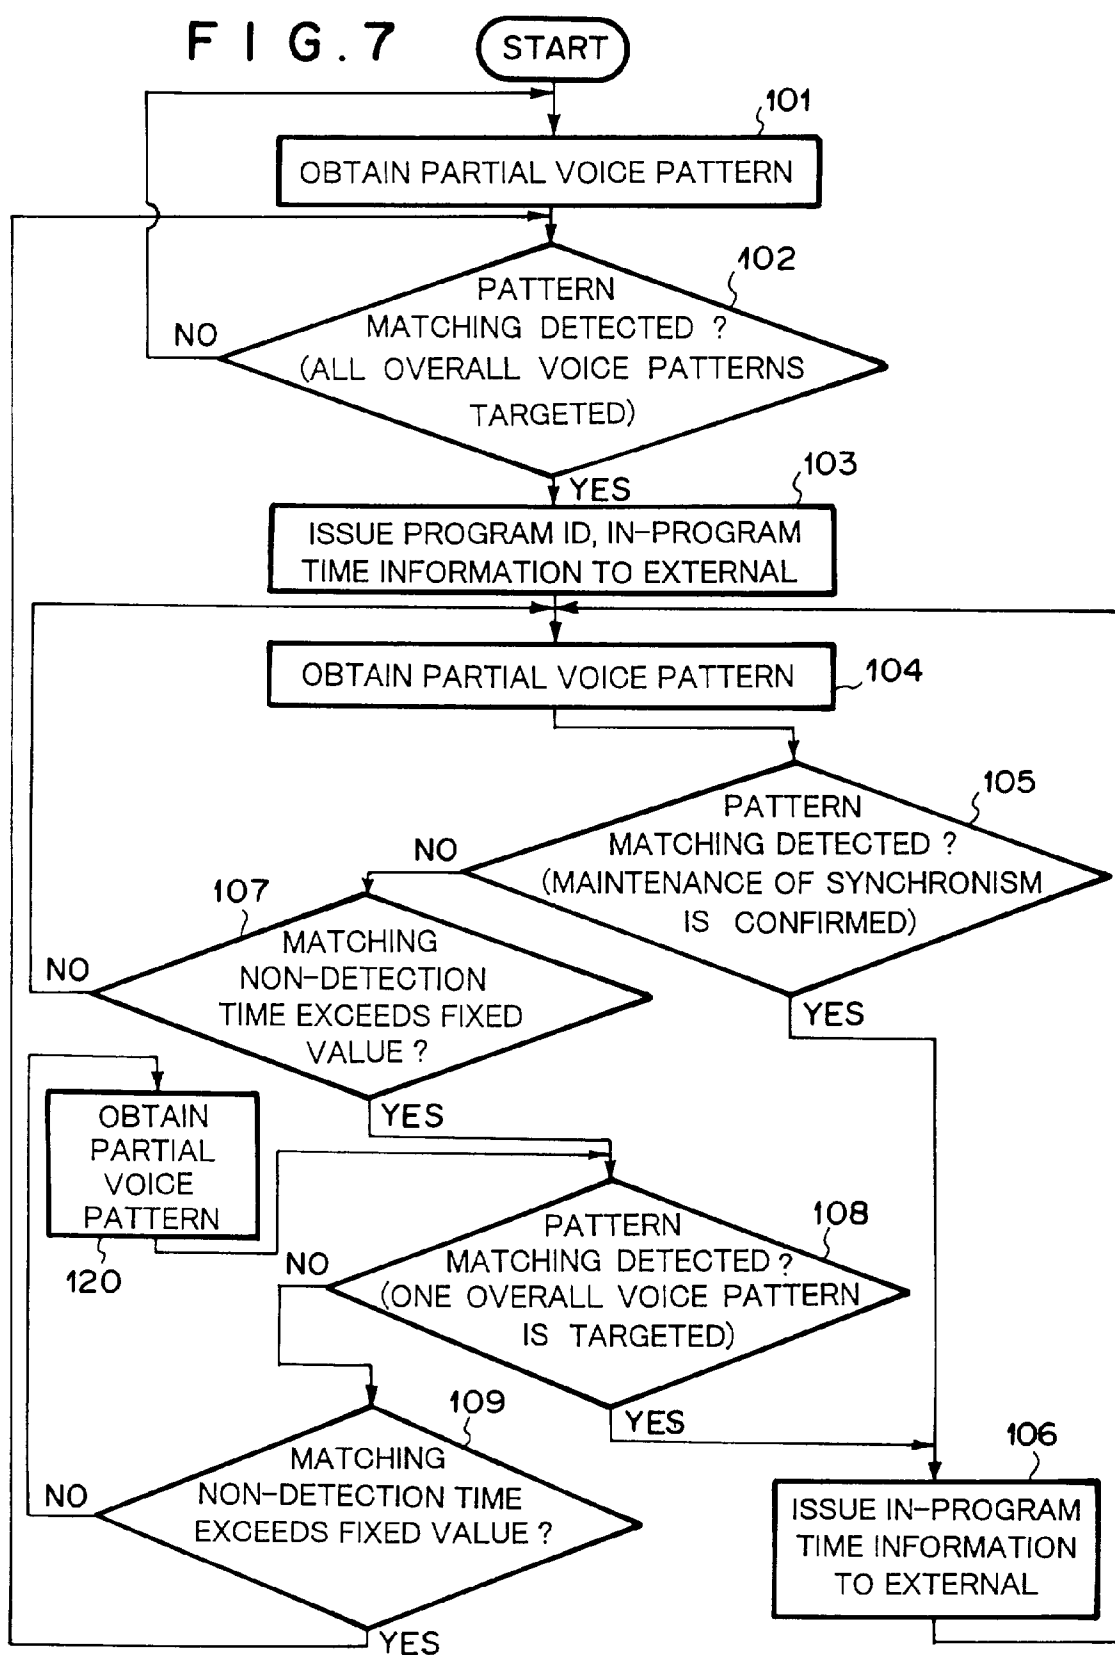 FIG.7
START
101
OBTAIN PARTIAL VOICE PATTERN
102
PATTERN
MATCHING DETECTED ?
(ALL OVERALL VOICE PATTERNS
TARGETED)
NO
YES
103
ISSUE PROGRAM ID, IN-PROGRAM
TIME INFORMATION TO EXTERNAL
OBTAIN PARTIAL VOICE PATTERN
104
105
PATTERN
MATCHING DETECTED ?
(MAINTENANCE OF SYNCHRONISM
IS CONFIRMED)
NO
YES
107
MATCHING
NON-DETECTION
TIME EXCEEDS FIXED
VALUE ?
NO
YES
OBTAIN
PARTIAL
VOICE
PATTERN
120
108
PATTERN
MATCHING DETECTED ?
(ONE OVERALL VOICE PATTERN
IS TARGETED)
NO
YES
109
MATCHING
NON-DETECTION TIME
EXCEEDS FIXED VALUE ?
NO
YES
106
ISSUE IN-PROGRAM
TIME INFORMATION
TO EXTERNAL